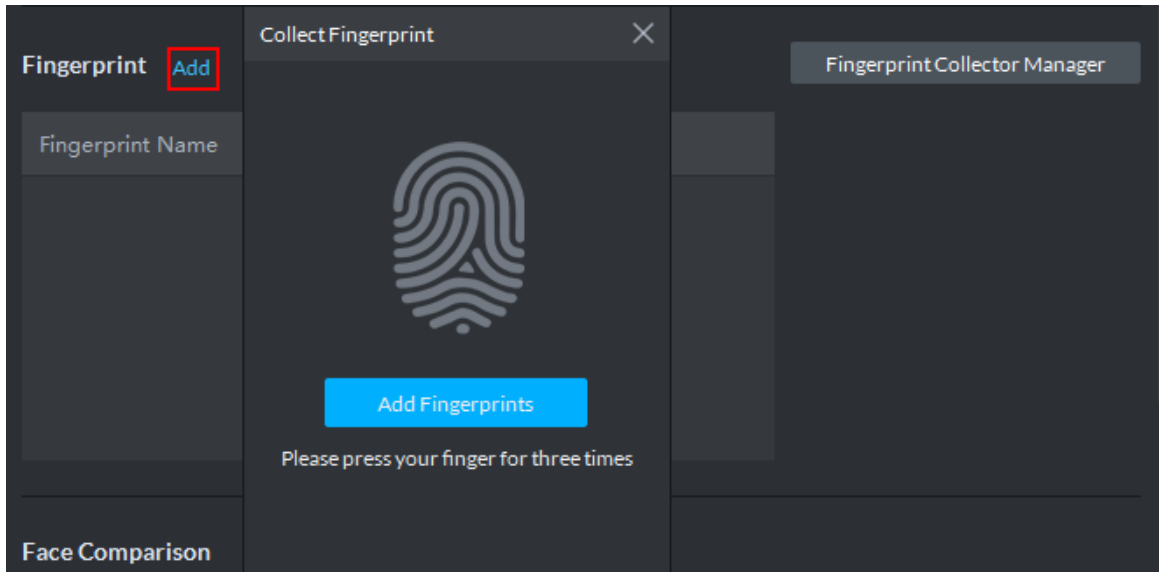 Collect Fingerprint
Fingerprint Add
Fingerprint Collector Manager
Fingerprint Name
Add Fingerprints
Please press your finger for three times
Face Comparison